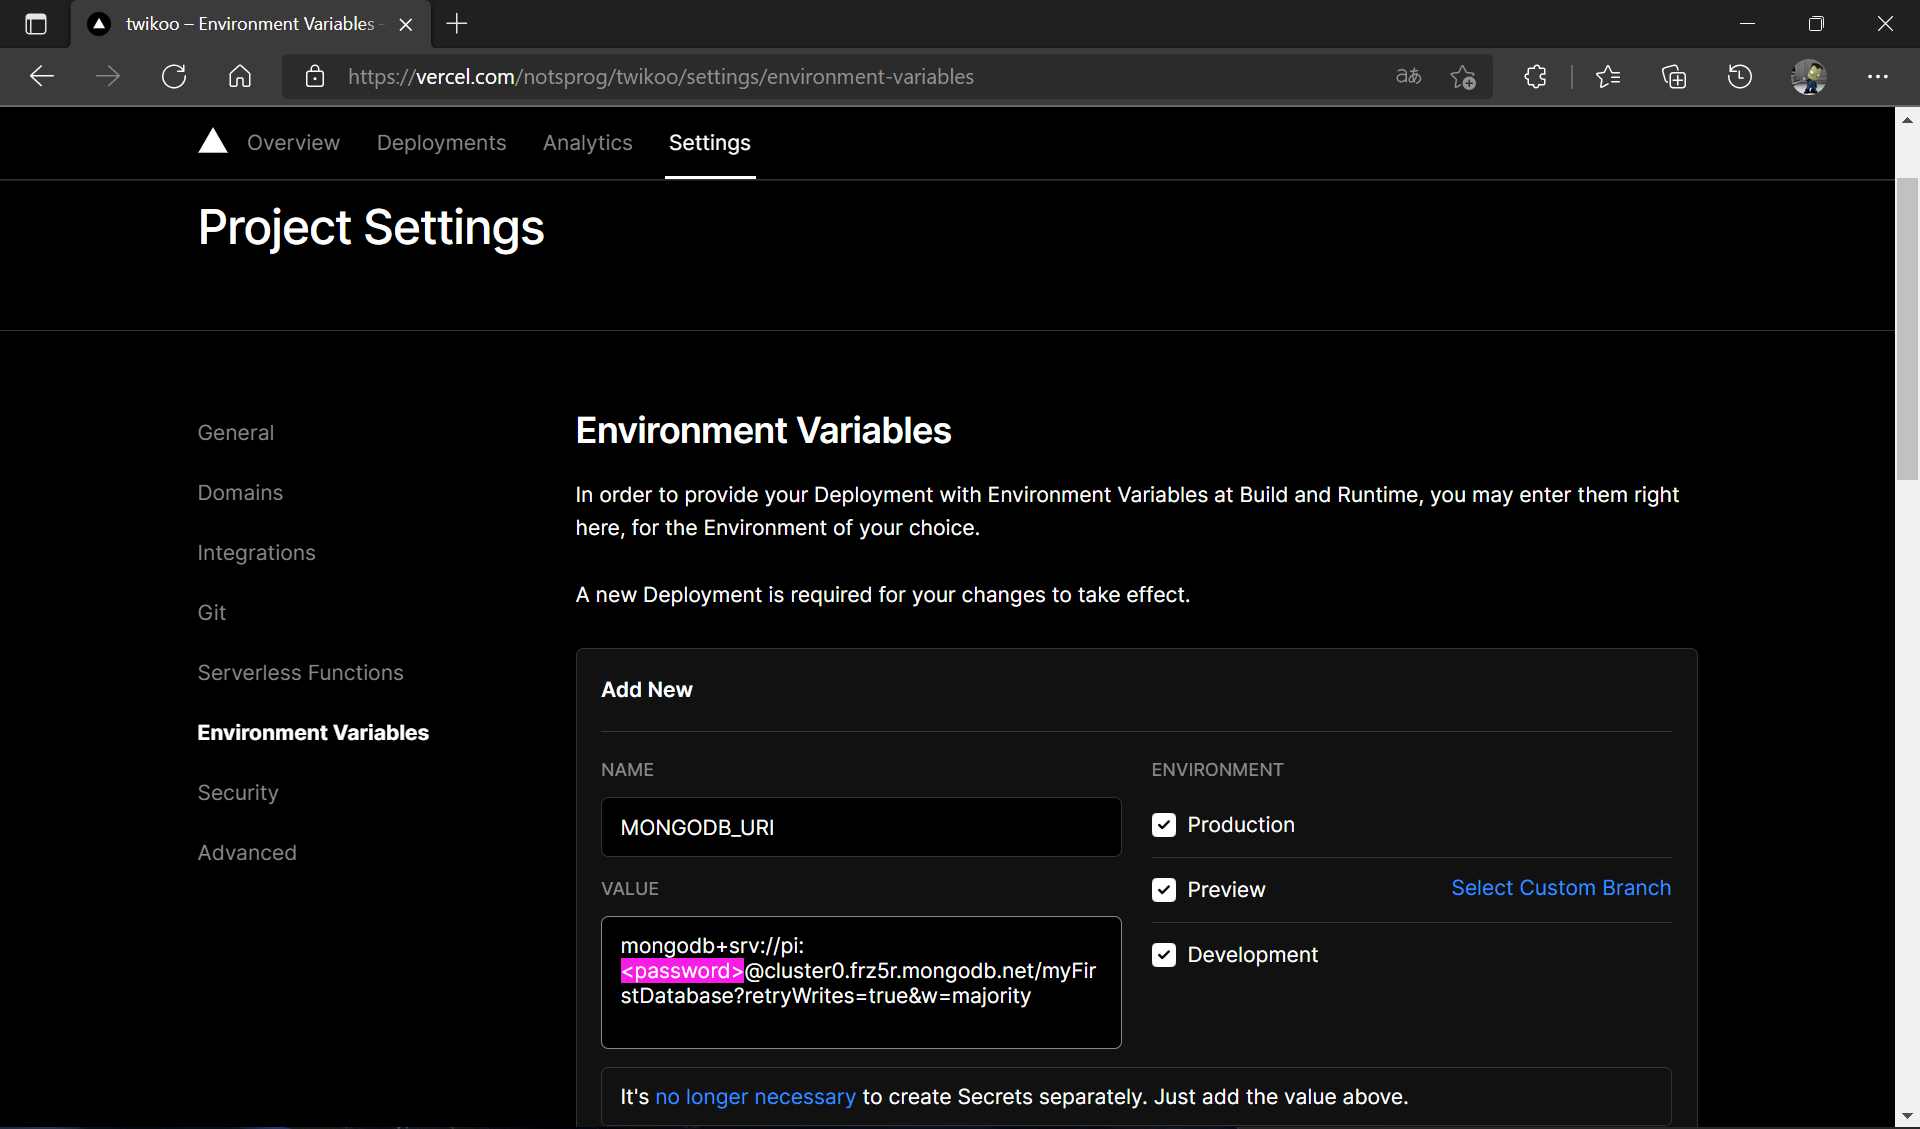 twikoo – Environment Variables -
https://vercel.com/notsprog/twikoo/settings/environment-variables
aあ
Overview Deployments Analytics Settings
Project Settings
General
Domains
Integrations
Git
Serverless Functions
Environment Variables
Security
Advanced
Environment Variables
In order to provide your Deployment with Environment Variables at Build and Runtime, you may enter them right
here, for the Environment of your choice.
A new Deployment is required for your changes to take effect.
Add New
NAME
MONGODB_URI
VALUE
mongodb+srv://pi:
<password>@cluster0.frz5r.mongodb.net/myFir
stDatabase?retryWrites=true&w=majority
ENVIRONMENT
Production
Preview Select Custom Branch
Development
It's no longer necessary to create Secrets separately. Just add the value above.